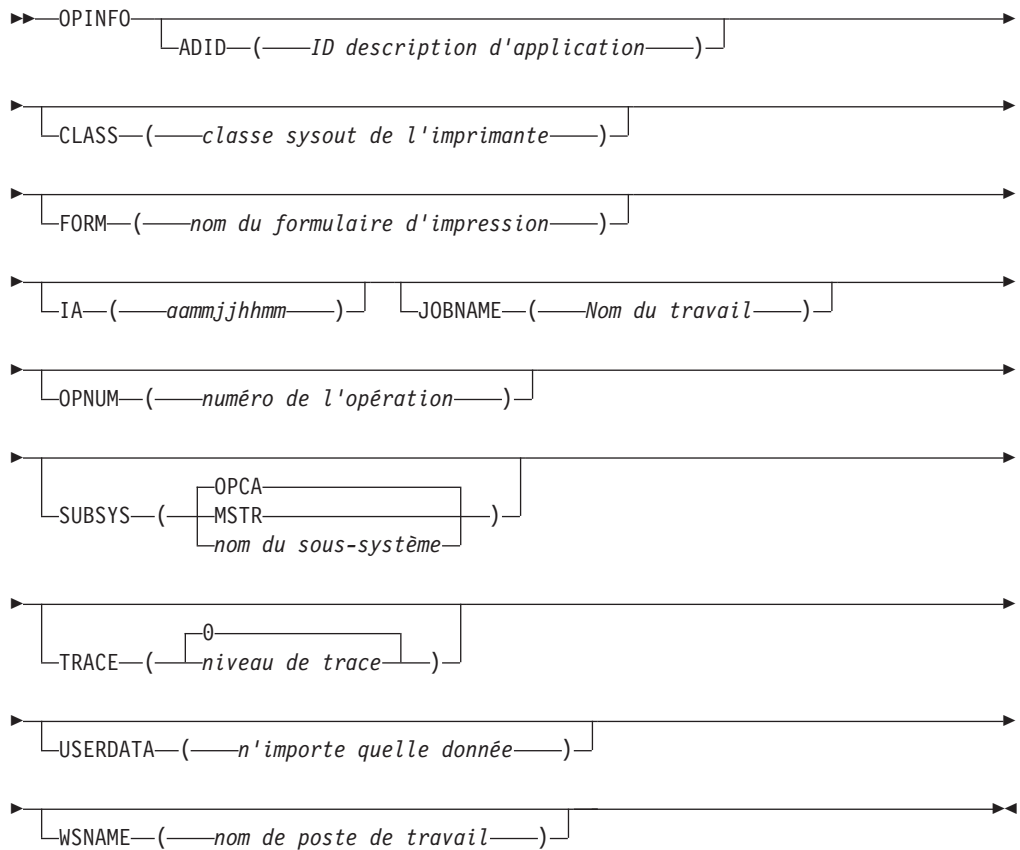 OPINFO
ADID ( ID description d'application )
CLASS ( classe sysout de l'imprimante )
FORM ( nom du formulaire d'impression )
IA ( aammjjhhmm ) JOBNAME ( Nom du travail )
OPNUM ( numéro de l'opération )
OPCA
SUBSYS ( MSTR )
nom du sous-système
0
TRACE ( niveau de trace )
USERDATA ( n'importe quelle donnée )
WSNAME ( nom de poste de travail )